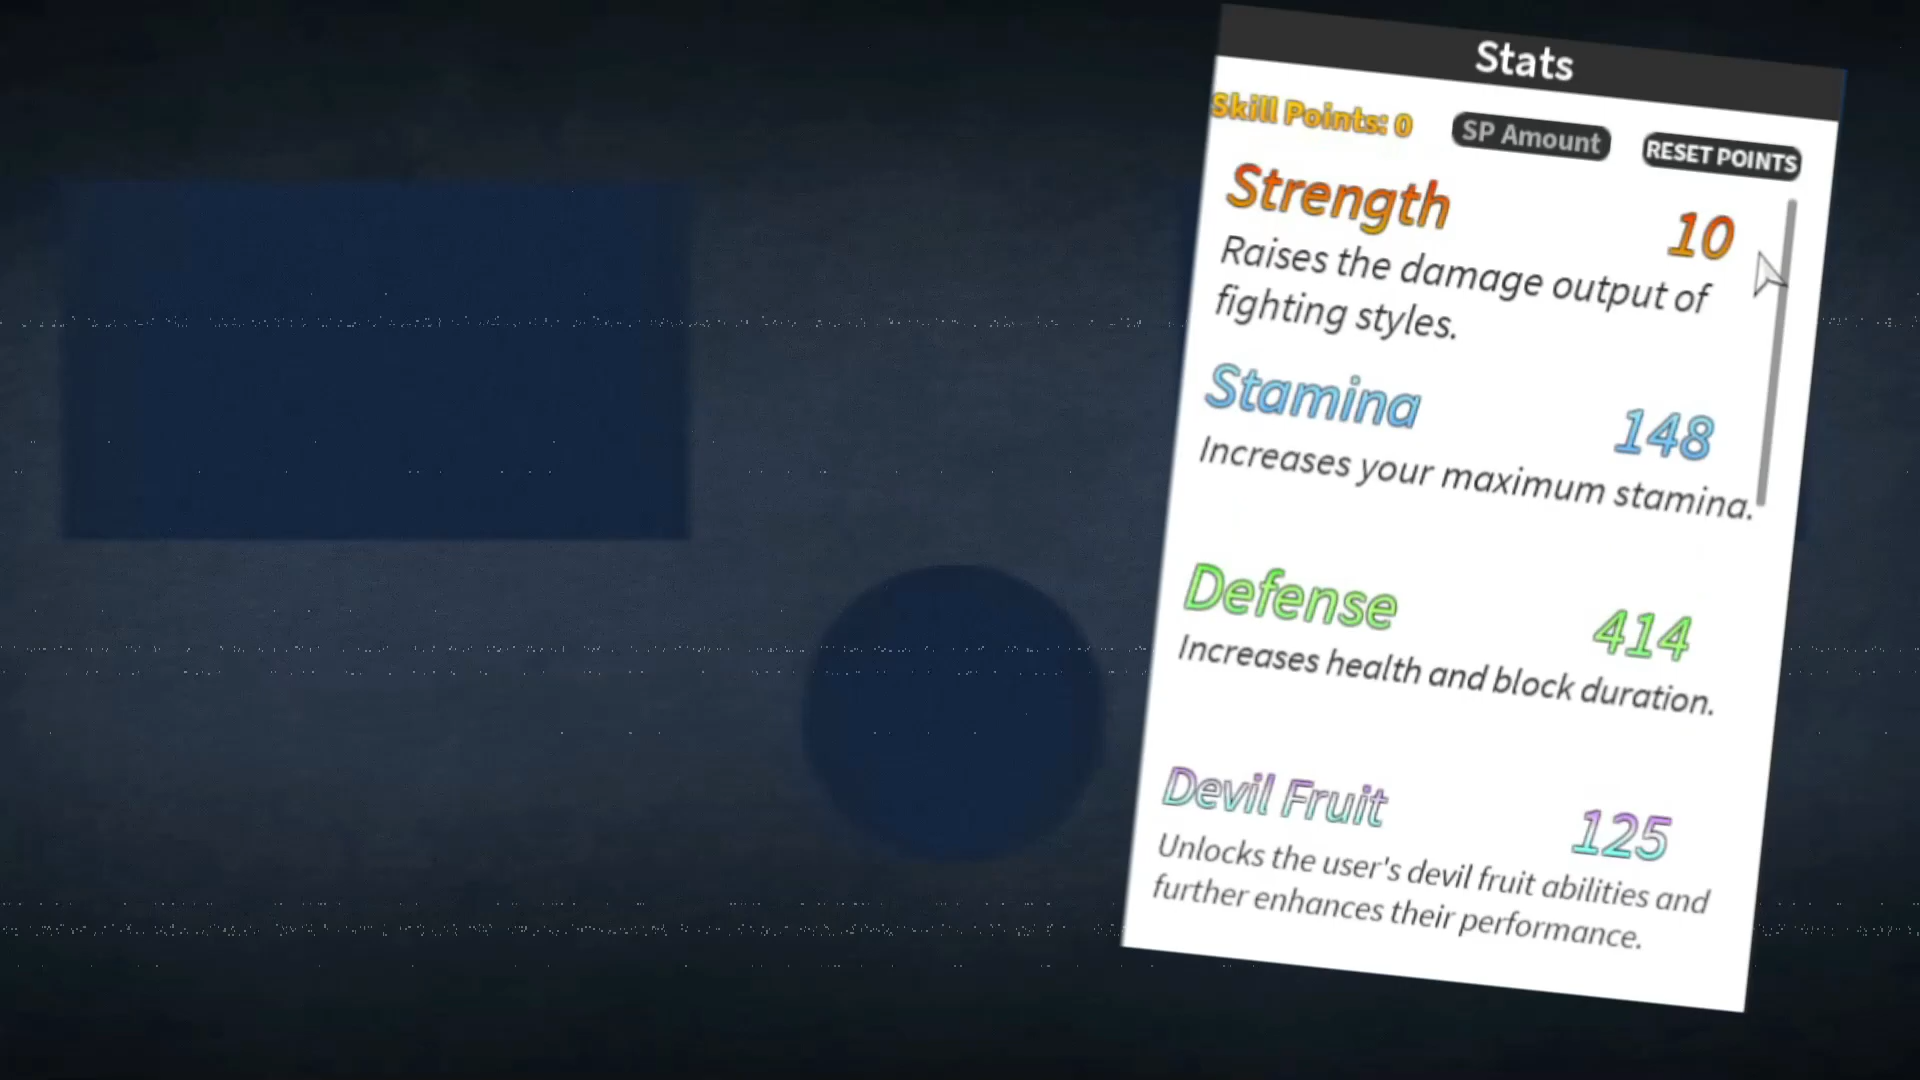 Stats
Skill Points: 0 SP Amount RESET POINTS
Strength 10
Raises the damage output of
fighting styles.
Stamina 148
Increases your maximum stamina.
Defense 414
Increases health and block duration.
Devil Fruit 125
Unlocks the user's devil fruit abilities and
further enhances their performance.